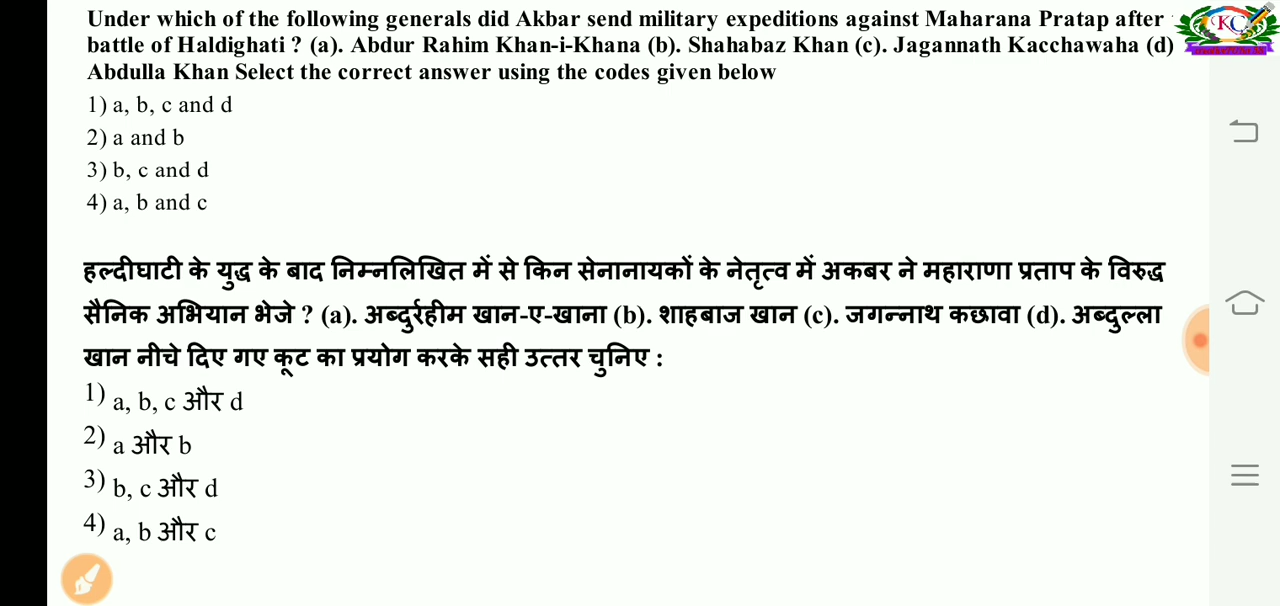 Under which of the following generals did Akbar send military expeditions against Maharana Pratap after
battle of Haldighati ? (a). Abdur Rahim Khan-i-Khana (b). Shahabaz Khan (c). Jagannath Kacchawaha (d)
Abdulla Khan Select the correct answer using the codes given below
1) a, b, c and d
2) a and b
3) b, c and d
4) a, b and c
हल्दीघाटी के युद्ध के बाद निम्नलिखित में से किन सेनानायकों के नेतृत्व में अकबर ने महाराणा प्रताप के विरुद्ध
सैनिक अभियान भेजे ? (a). अब्दुर्रहीम खान-ए-खाना (b). शाहबाज खान (c). जगन्नाथ कछावा (d). अब्दुल्ला
खान नीचे दिए गए कूट का प्रयोग करके सही उत्तर चुनिए :
1) a, b, c और d
2) a और b
3) b, c और d
4) a, b और c
KC